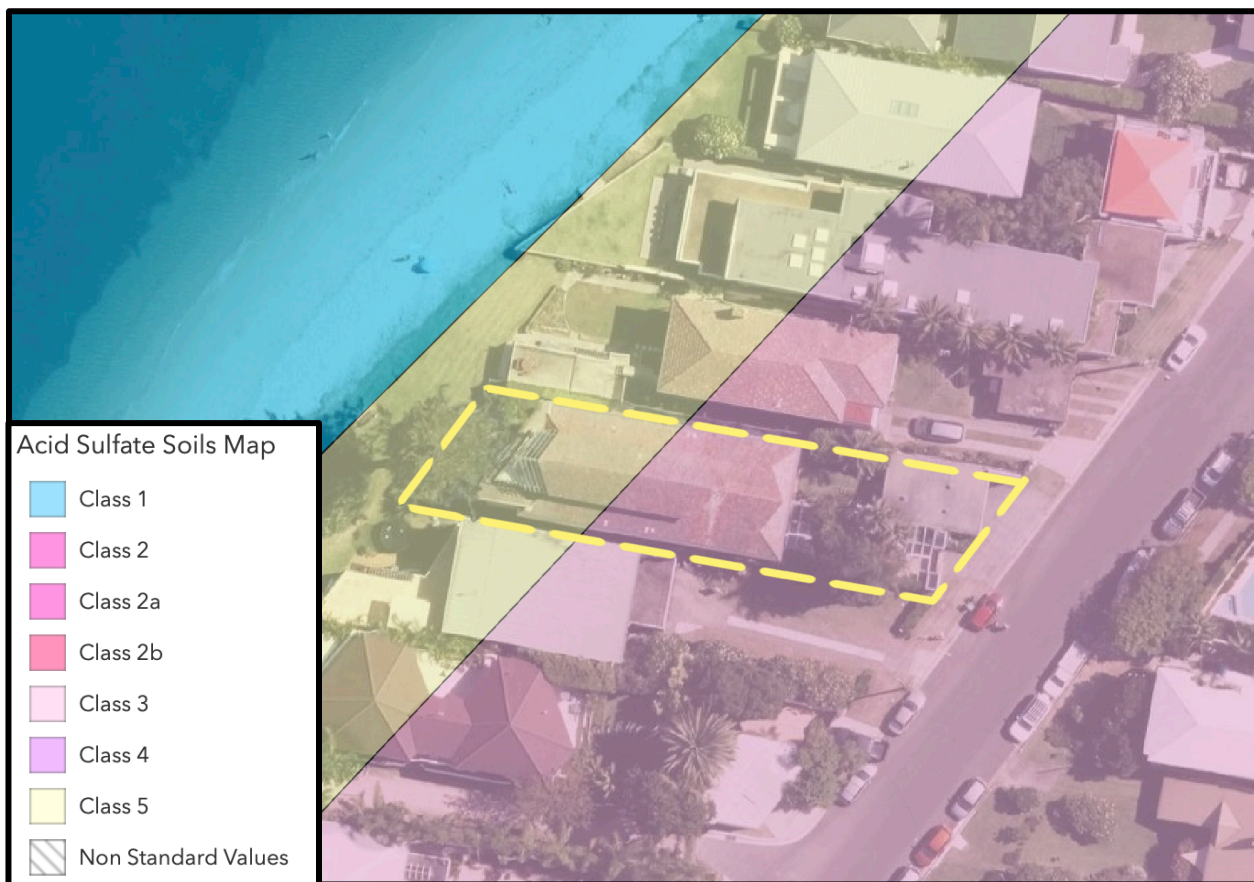 Acid Sulfate Soils Map
Class 1
Class 2
Class 2a
Class 2b
Class 3
Class 4
Class 5
Non Standard Values